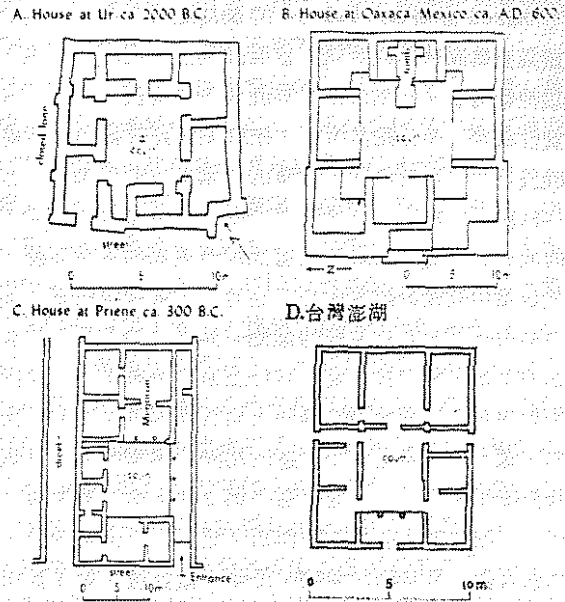 A. House at Ur ca 2000 B.C.
closed lane
street
0 5 10m
B. House at Oaxaca, Mexico ca. A.D. 600.
court
←Z
0 5 10m
C. House at Priene ca. 300 B.C.
street
Megaron
court
street
Entrance
0 5 10m
D.台灣澎湖
court
0 5 10m